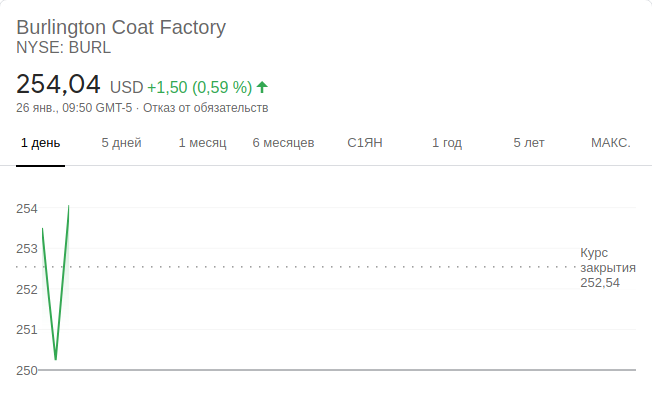 Burlington Coat Factory
NYSE: BURL
254,04 USD +1,50 (0,59 %)
26 янв., 09:50 GMT-5 · Отказ от обязательств
1 день 5 дней 1 месяц 6 месяцев С1ЯН 1 год 5 лет МАКС.
254
253
Курс
закрытия
252,54
252
251
250